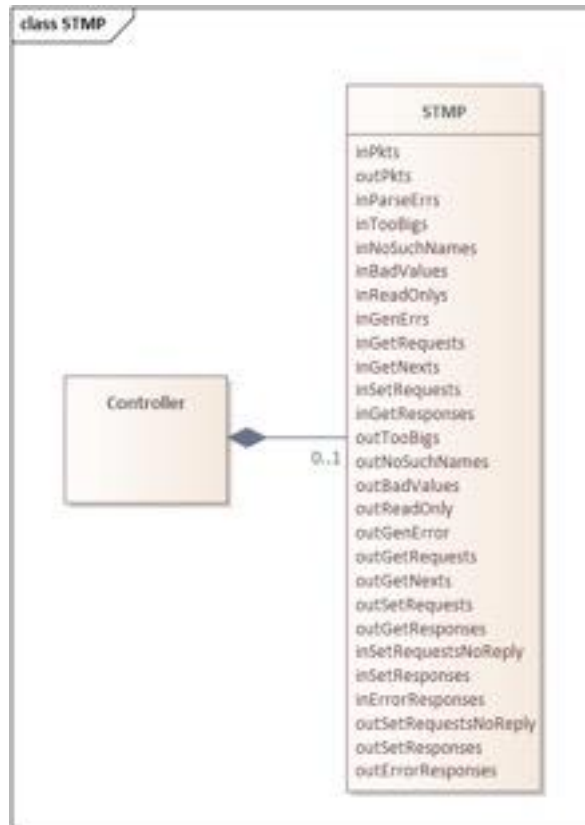 class STMP
STMP
inPkts
outPkts
inParseErrs
inTooBigs
inNoSuchNames
inBadValues
inReadOnlys
inGenErrs
inGetRequests
inGetNexts
inSetRequests
inGetResponses
outTooBigs
outNoSuchNames
outBadValues
outReadOnly
outGenError
outGetRequests
outGetNexts
outSetRequests
outGetResponses
inSetRequestsNoReply
inSetResponses
inErrorResponses
outSetRequestsNoReply
outSetResponses
outErrorResponses
Controller
0..1